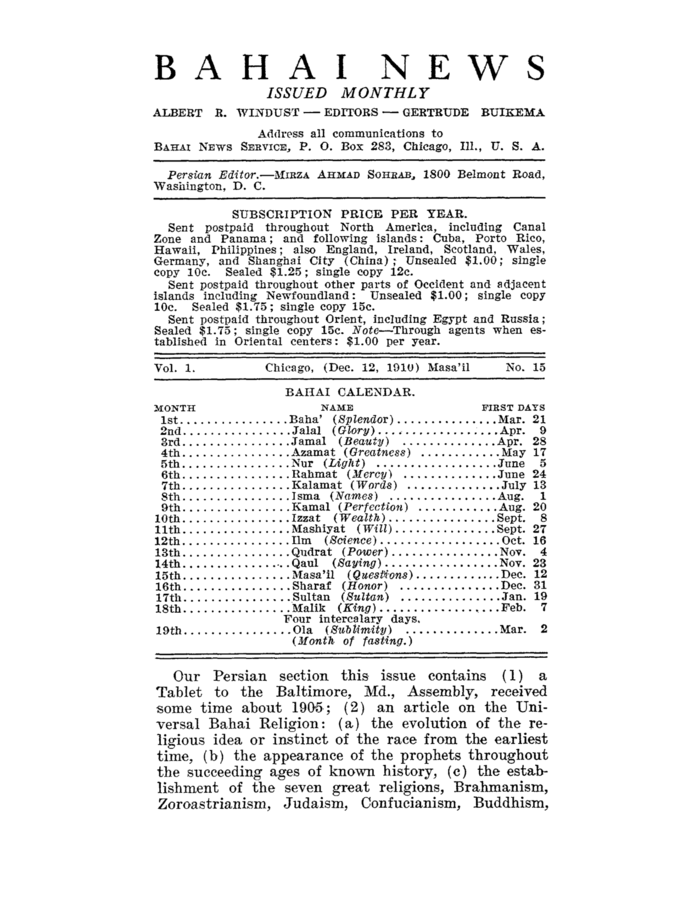 BAHAI NEWS
ISSUED MONTHLY
ALBERT R. WINDUST — EDITORS — GERTRUDE BUIKEMA
Address all communications to
BAHAI NEWS SERVICE, P. O. Box 283, Chicago, Ill., U. S. A.
Persian Editor.—MIRZA AHMAD SOHRAB, 1800 Belmont Road,
Washington, D. C.
SUBSCRIPTION PRICE PER YEAR.
Sent postpaid throughout North America, including Canal
Zone and Panama; and following islands: Cuba, Porto Rico,
Hawaii, Philippines; also England, Ireland, Scotland, Wales,
Germany, and Shanghai City (China); Unsealed $1.00; single
copy 10c. Sealed $1.25; single copy 12c.
Sent postpaid throughout other parts of Occident and adjacent
islands including Newfoundland: Unsealed $1.00; single copy
10c. Sealed $1.75; single copy 15c.
Sent postpaid throughout Orient, including Egypt and Russia;
Sealed $1.75; single copy 15c. Note—Through agents when es-
tablished in Oriental centers: $1.00 per year.
Vol. 1. Chicago, (Dec. 12, 1910) Masa'il No. 15
BAHAI CALENDAR.
MONTH NAME FIRST DAYS
1st................Baha' (Splendor)...............Mar. 21
2nd................Jalal (Glory)..................Apr. 9
3rd................Jamal (Beauty) ..............Apr. 28
4th................Azamat (Greatness) ............May 17
5th................Nur (Light) ..................June 5
6th................Rahmat (Mercy) ..............June 24
7th................Kalamat (Words) ..............July 13
8th................Isma (Names) ................Aug. 1
9th................Kamal (Perfection) ............Aug. 20
10th................Izzat (Wealth)................Sept. 8
11th................Mashiyat (Will)...............Sept. 27
12th................Ilm (Science)..................Oct. 16
13th................Qudrat (Power)................Nov. 4
14th................Qaul (Saying).................Nov. 23
15th................Masa'il (Questions)............Dec. 12
16th................Sharaf (Honor) ...............Dec. 31
17th................Sultan (Sultan) ...............Jan. 19
18th................Malik (King)..................Feb. 7
Four intercalary days.
19th................Ola (Sublimity) ..............Mar. 2
(Month of fasting.)
Our Persian section this issue contains (1) a
Tablet to the Baltimore, Md., Assembly, received
some time about 1905; (2) an article on the Uni-
versal Bahai Religion: (a) the evolution of the re-
ligious idea or instinct of the race from the earliest
time, (b) the appearance of the prophets throughout
the succeeding ages of known history, (c) the estab-
lishment of the seven great religions, Brahmanism,
Zoroastrianism, Judaism, Confucianism, Buddhism,